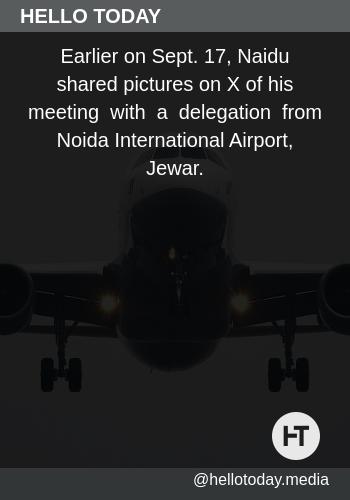 HELLO TODAY
Earlier on Sept. 17, Naidu
shared pictures on X of his
meeting with a delegation from
Noida International Airport,
Jewar.
HT
@hellotoday.media